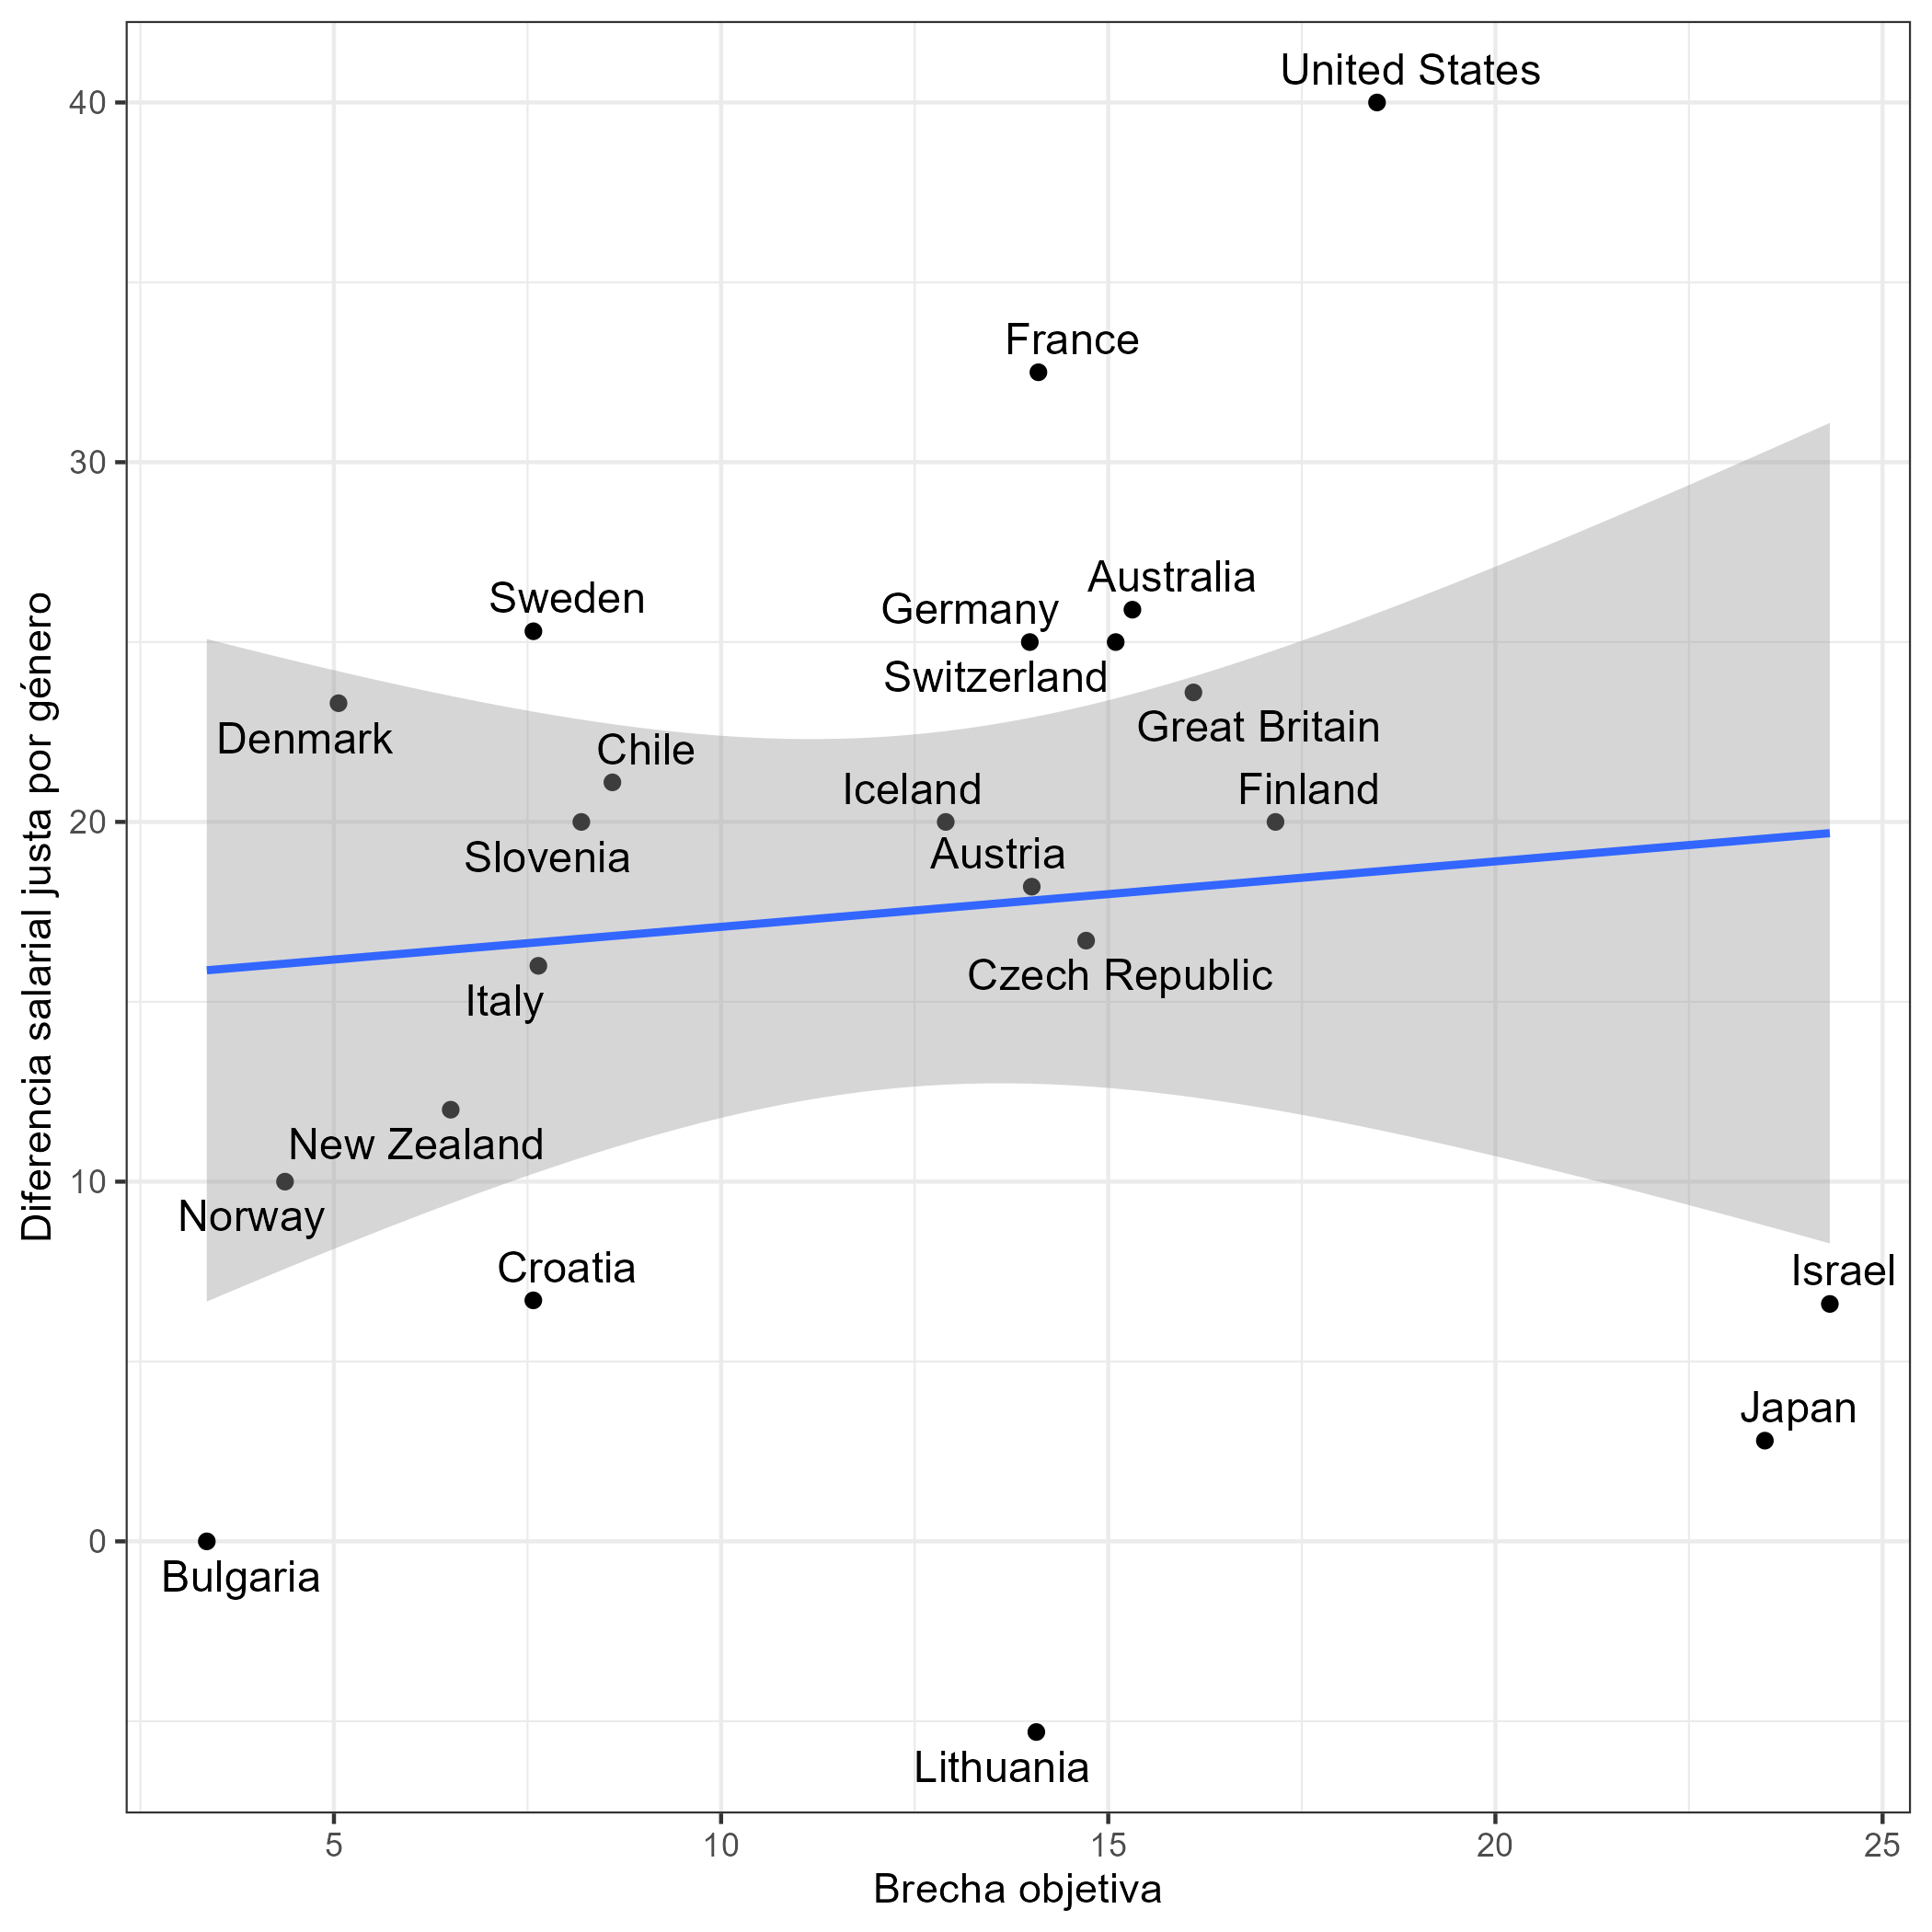 United States
40
France
30
Australia
Sweden
Germany
Switzerland
Great Britain
Denmark
Chile
Iceland
Finland
20
Austria
Slovenia
Czech Republic
Italy
New Zealand
10
Norway
Croatia
Israel
Japan
0
Bulgaria
Lithuania
5
10
15
20
25
Brecha objetiva
Diferencia salarial justa por género